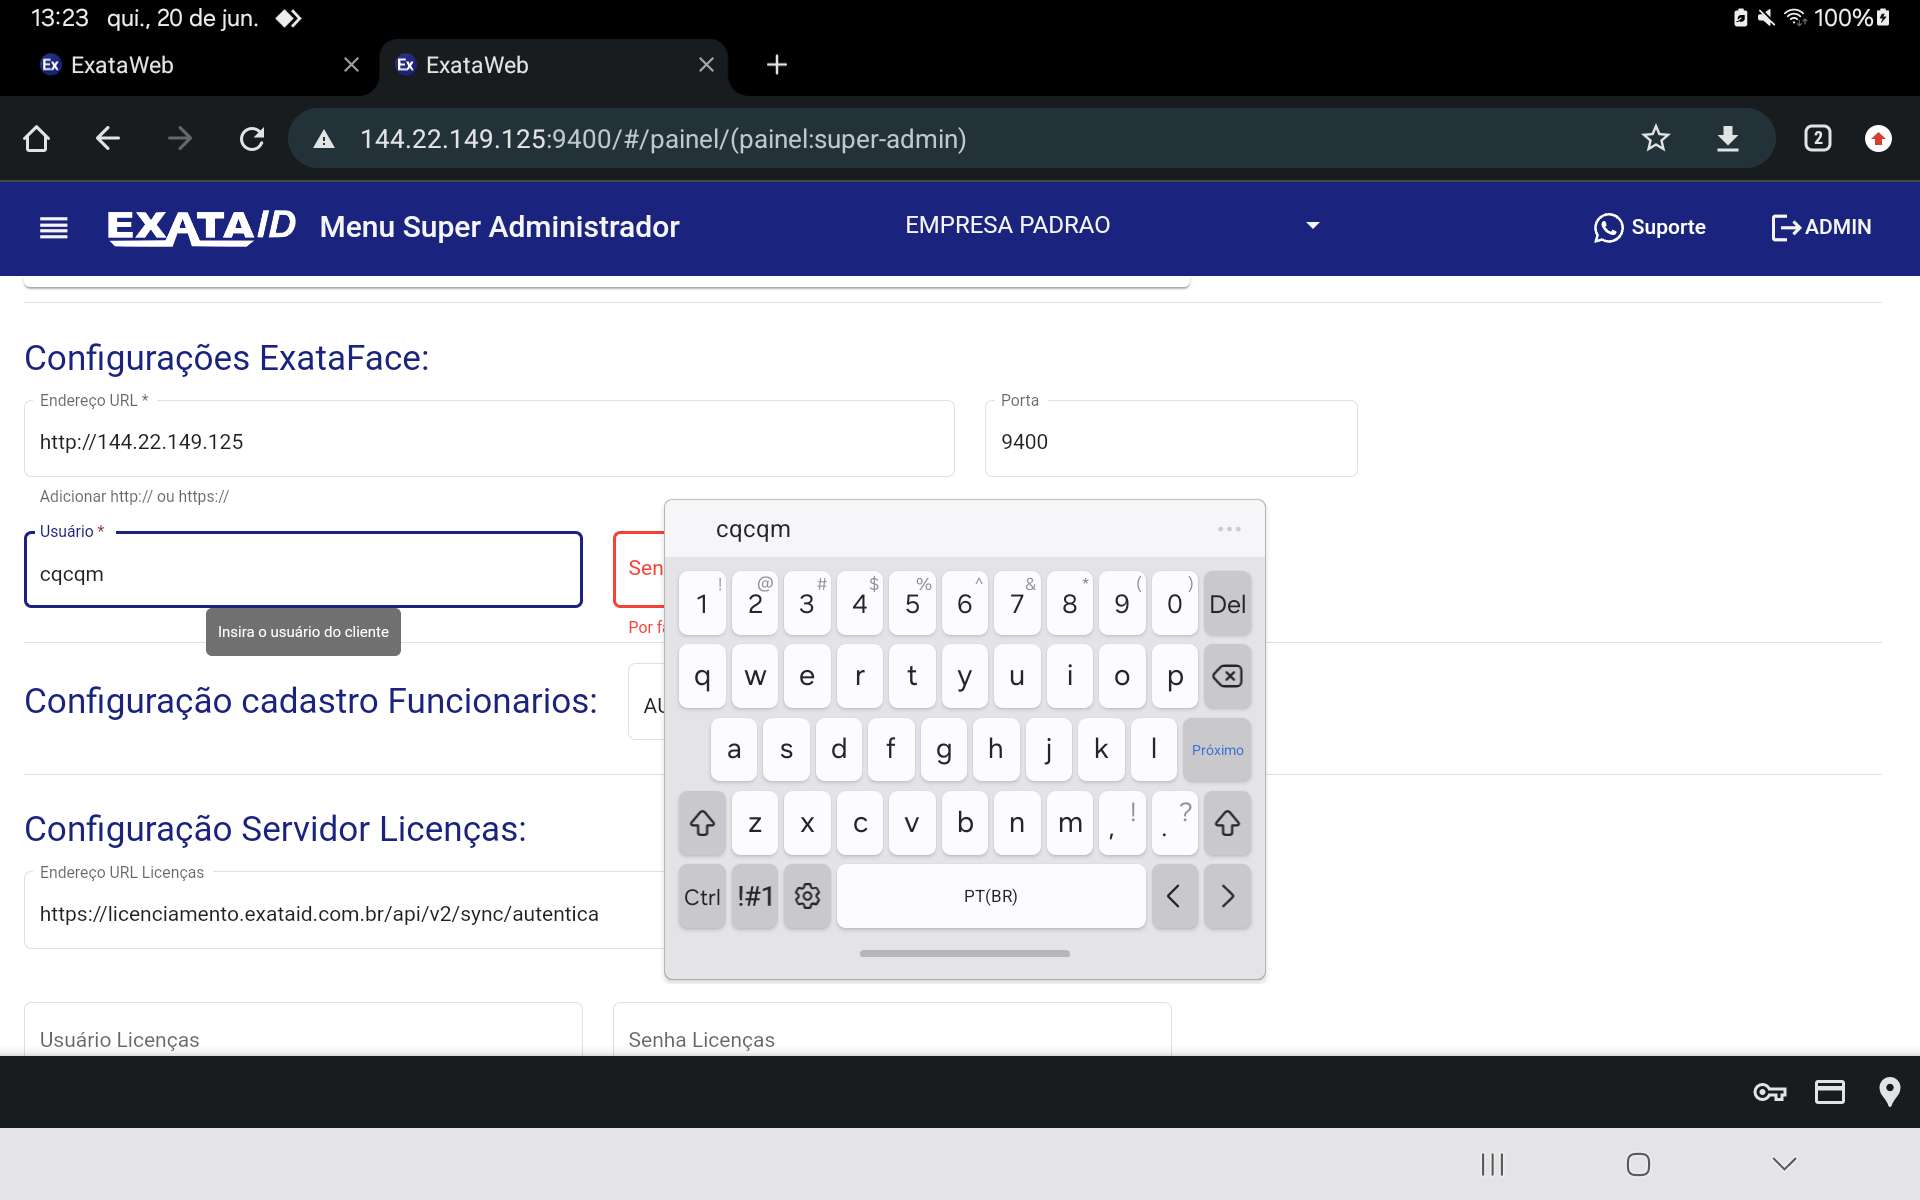 13:23 qui., 20 de jun. 100%
Ex ExataWeb
Ex ExataWeb
144.22.149.125:9400/#/painel/(painel:super-admin)
2
EXATAID Menu Super Administrador EMPRESA PADRAO Suporte ADMIN
Configurações ExataFace:
Endereço URL *
http://144.22.149.125
Porta
9400
Adicionar http:// ou https://
Usuário *
cqcqm
Sen
Por fa
Insira o usuário do cliente
Configuração cadastro Funcionarios:
AU
Configuração Servidor Licenças:
Endereço URL Licenças
https://licenciamento.exataid.com.br/api/v2/sync/autentica
Usuário Licenças
Senha Licenças
cqcqm
! @ # $ % ^ & * ( )
1 2 3 4 5 6 7 8 9 0 Del
q w e r t y u i o p
a s d f g h j k l Próximo
z x c v b n m , ! . ?
Ctrl !#1 PT(BR) < >